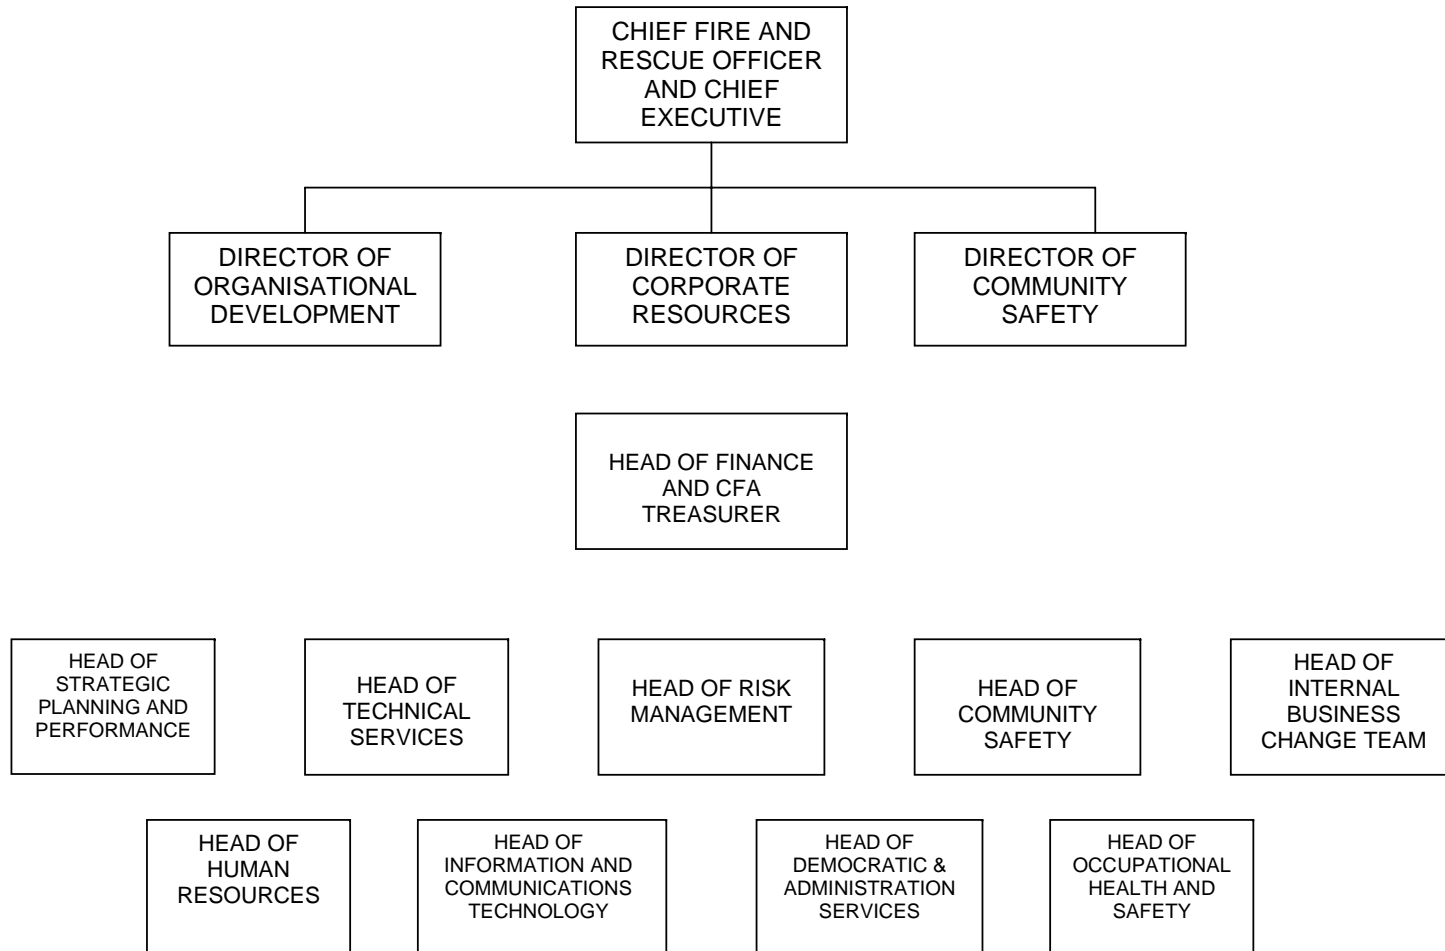 CHIEF FIRE AND
RESCUE OFFICER
AND CHIEF
EXECUTIVE
DIRECTOR OF
ORGANISATIONAL
DEVELOPMENT
DIRECTOR OF
CORPORATE
RESOURCES
DIRECTOR OF
COMMUNITY
SAFETY
HEAD OF FINANCE
AND CFA
TREASURER
HEAD OF
STRATEGIC
PLANNING AND
PERFORMANCE
HEAD OF
TECHNICAL
SERVICES
HEAD OF RISK
MANAGEMENT
HEAD OF
COMMUNITY
SAFETY
HEAD OF
INTERNAL
BUSINESS
CHANGE TEAM
HEAD OF
HUMAN
RESOURCES
HEAD OF
INFORMATION AND
COMMUNICATIONS
TECHNOLOGY
HEAD OF
DEMOCRATIC &
ADMINISTRATION
SERVICES
HEAD OF
OCCUPATIONAL
HEALTH AND
SAFETY